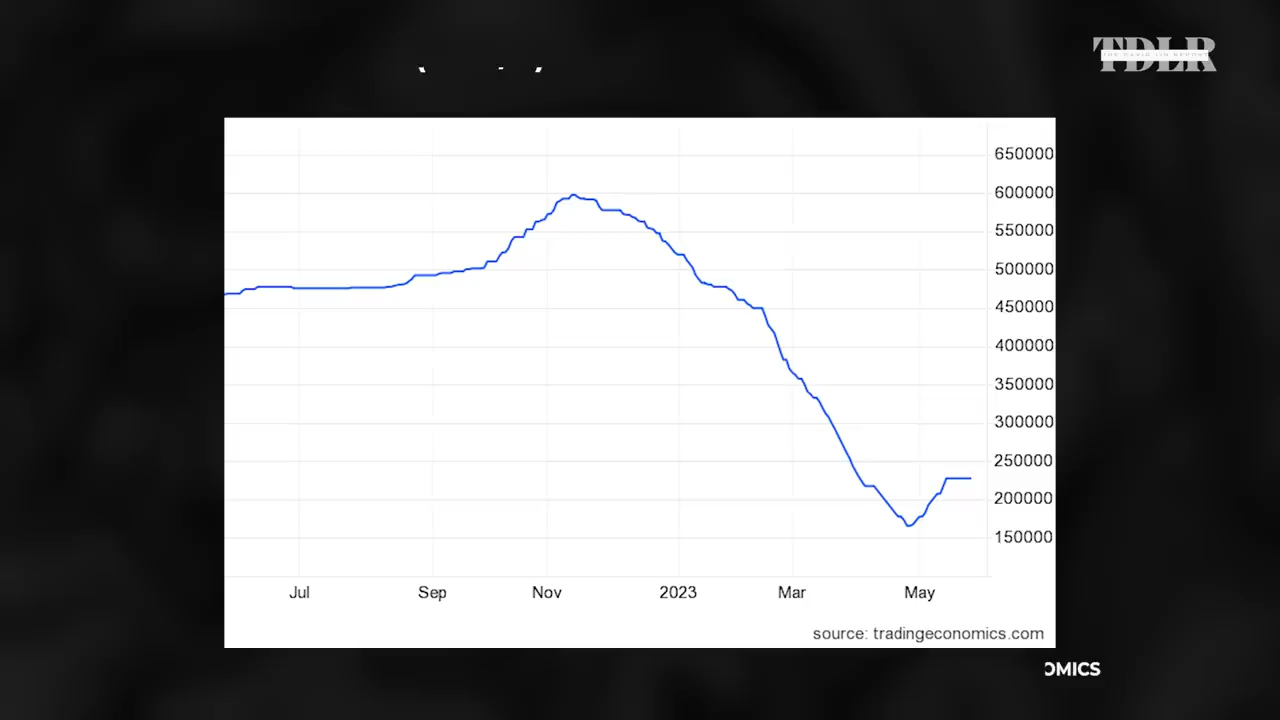 TDLR
650000
600000
550000
500000
450000
400000
350000
300000
250000
200000
150000
Jul Sep Nov 2023 Mar May
source: tradingeconomics.com
OMICS